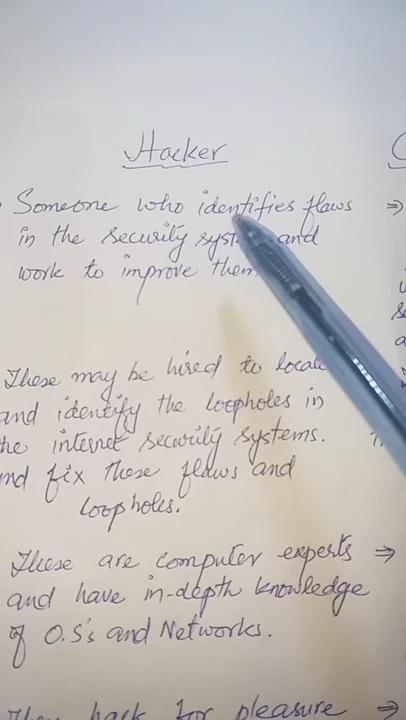 Hacker
Someone who identifies flaws ⇒
in the security and
work to improve them
These may be hired to locate
and identify the loopholes in
the internet security systems.
and fix these flaws and
loopholes.
These are computer experts ⇒
and have in-depth knowledge
of O.S's and Networks.
They hack for pleasure ⇒